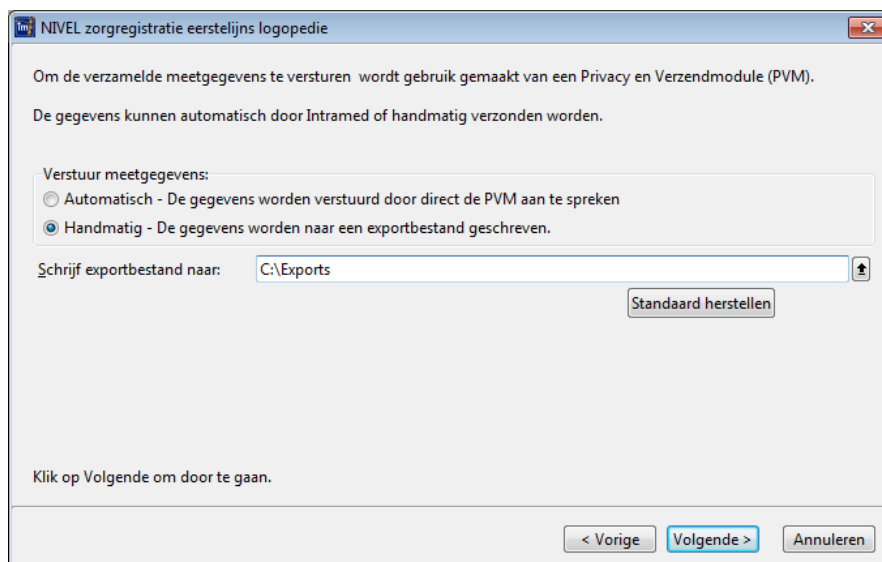 NIVEL zorgregistratie eerstelijns logopedie
Om de verzamelde meetgegevens te versturen wordt gebruik gemaakt van een Privacy en Verzendmodule (PVM).
De gegevens kunnen automatisch door Intramed of handmatig verzonden worden.
Verstuur meetgegevens:
Automatisch - De gegevens worden verstuurd door direct de PVM aan te spreken
Handmatig - De gegevens worden naar een exportbestand geschreven.
Schrijf exportbestand naar: C:\Exports
Standaard herstellen
Klik op Volgende om door te gaan.
< Vorige Volgende > Annuleren